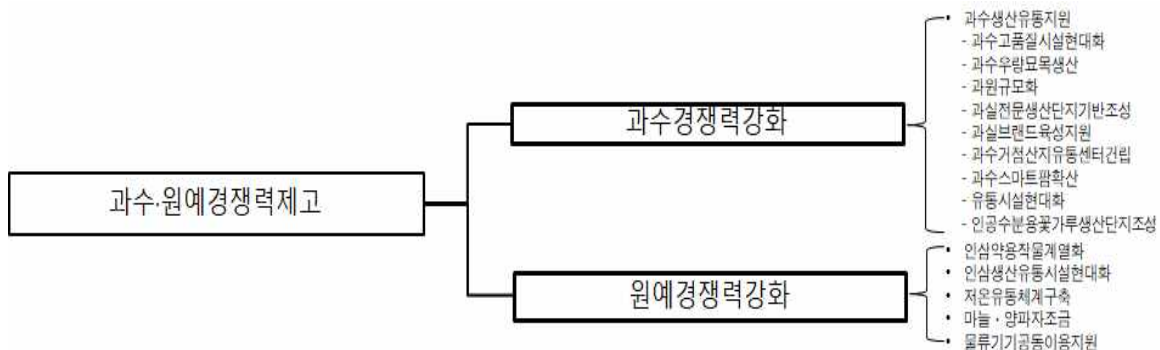 과수·원예경쟁력제고
과수경쟁력강화
• 과수생산유통지원
- 과수고품질시설현대화
- 과수우량묘목생산
- 과원규모화
- 과실전문생산단지기반조성
- 과실브랜드육성지원
- 과수거점산지유통센터건립
- 과수스마트팜확산
- 유통시설현대화
- 인공수분용꽃가루생산단지조성
원예경쟁력강화
• 인삼약용작물계열화
• 인삼생산유통시설현대화
• 저온유통체계구축
• 마늘·양파자조금
• 물류기기공동이용지원